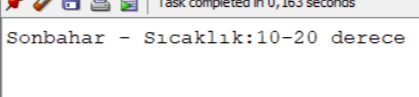 Task completed in 0,163 seconds
Sonbahar - Sıcaklık:10-20 derece